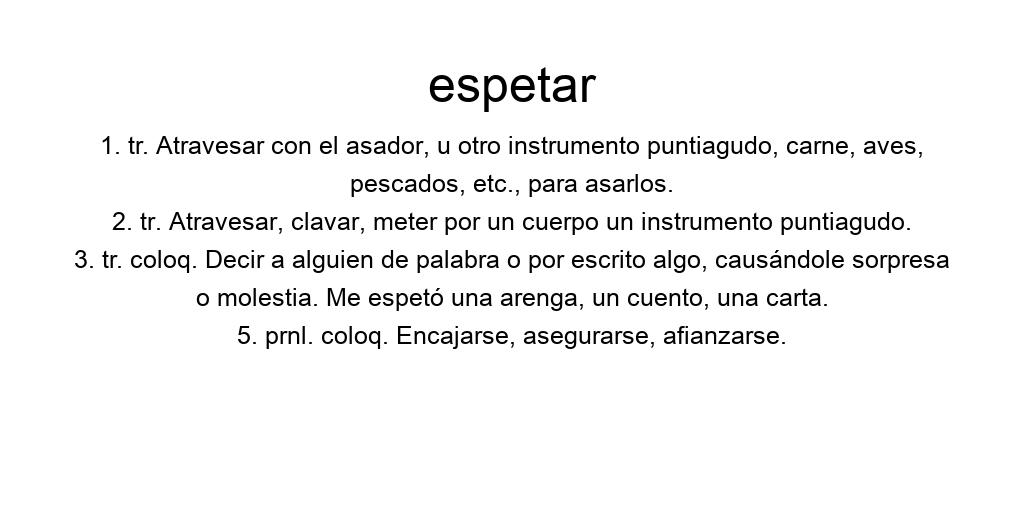 espetar
1. tr. Atravesar con el asador, u otro instrumento puntiagudo, carne, aves,
pescados, etc., para asarlos.
2. tr. Atravesar, clavar, meter por un cuerpo un instrumento puntiagudo.
3. tr. coloq. Decir a alguien de palabra o por escrito algo, causándole sorpresa
o molestia. Me espetó una arenga, un cuento, una carta.
5. prnl. coloq. Encajarse, asegurarse, afianzarse.